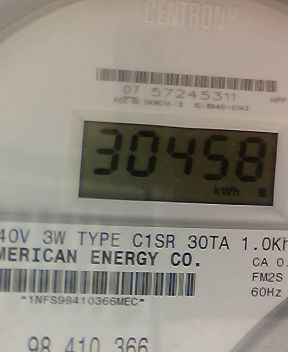 CENTRON®
07 57245311
30458
kWh
40V 3W TYPE C1SR 30TA 1.0Kh
MERICAN ENERGY CO.
CA 0.
FM2S
*1NFS98410366MEC*
60Hz
98 410 366